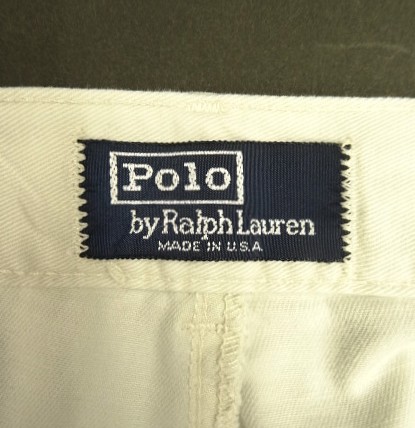 Polo
by Ralph Lauren
MADE IN U.S.A.